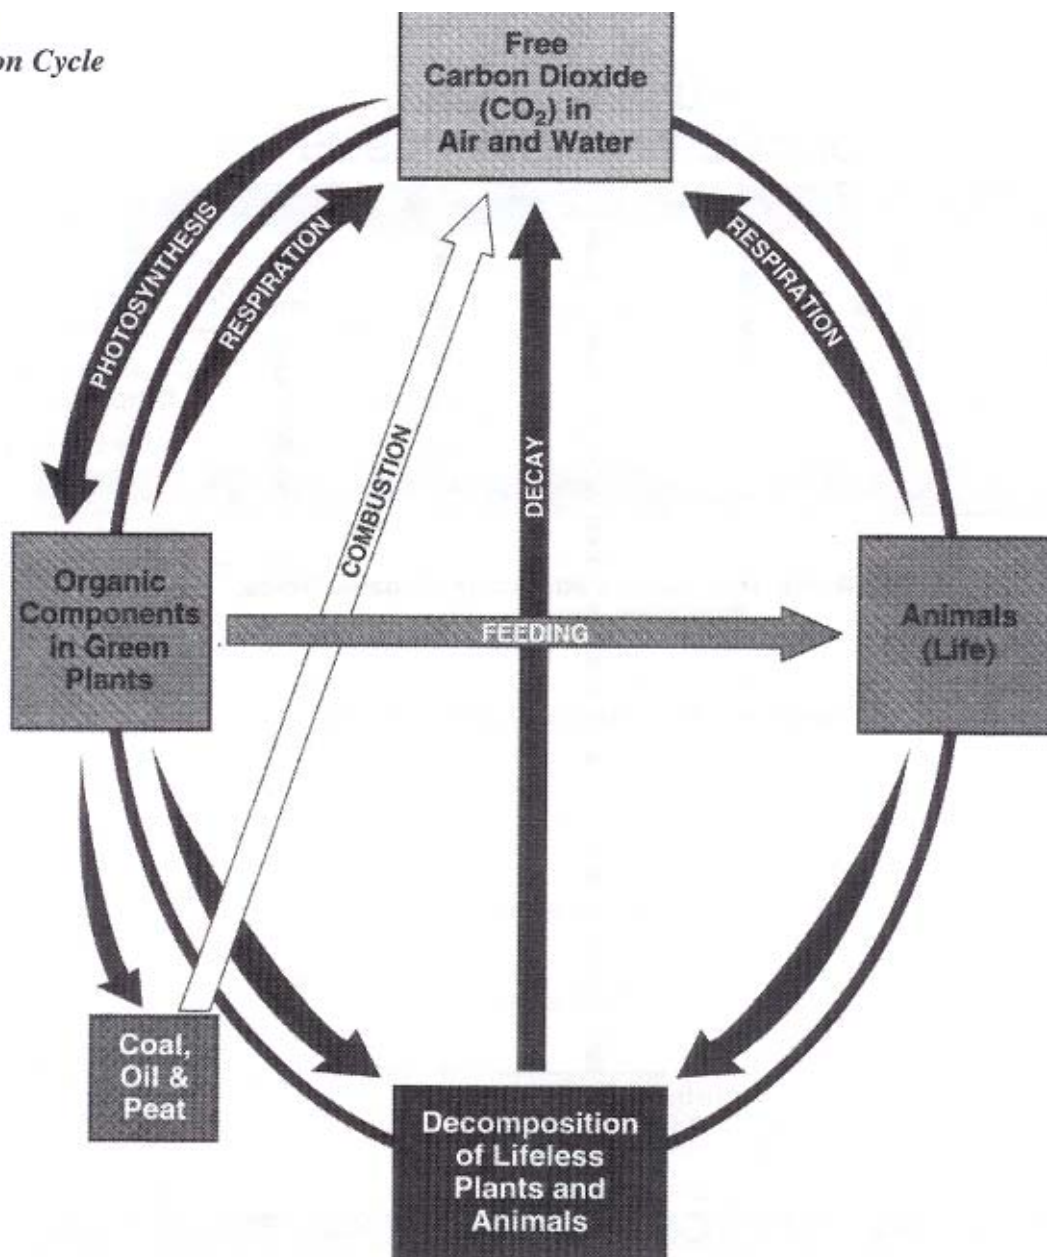 on Cycle
Free
Carbon Dioxide
(CO₂) in
Air and Water
PHOTOSYNTHESIS
RESPIRATION
RESPIRATION
COMBUSTION
DECAY
Organic
Components
in Green
Plants
FEEDING
Animals
(Life)
Coal,
Oil &
Peat
Decomposition
of Lifeless
Plants and
Animals